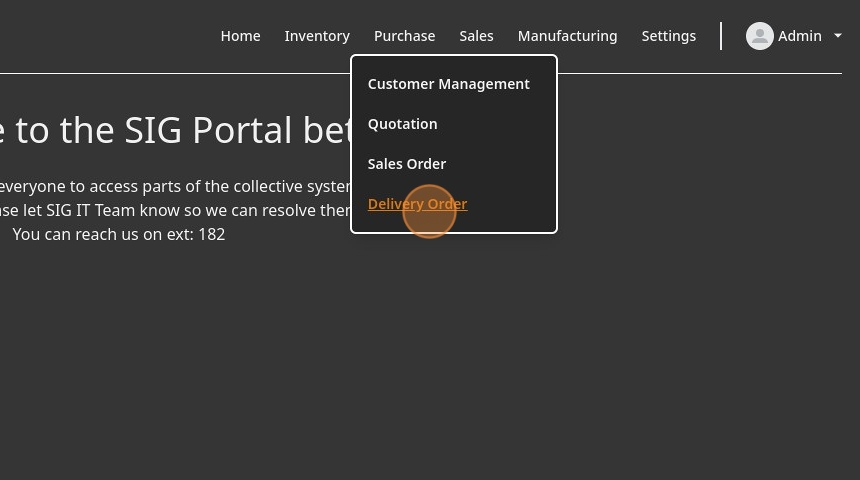 Home Inventory Purchase Sales Manufacturing Settings Admin
Customer Management
Quotation
Sales Order
Delivery Order
e to the SIG Portal bet
everyone to access parts of the collective system
se let SIG IT Team know so we can resolve
You can reach us on ext: 182